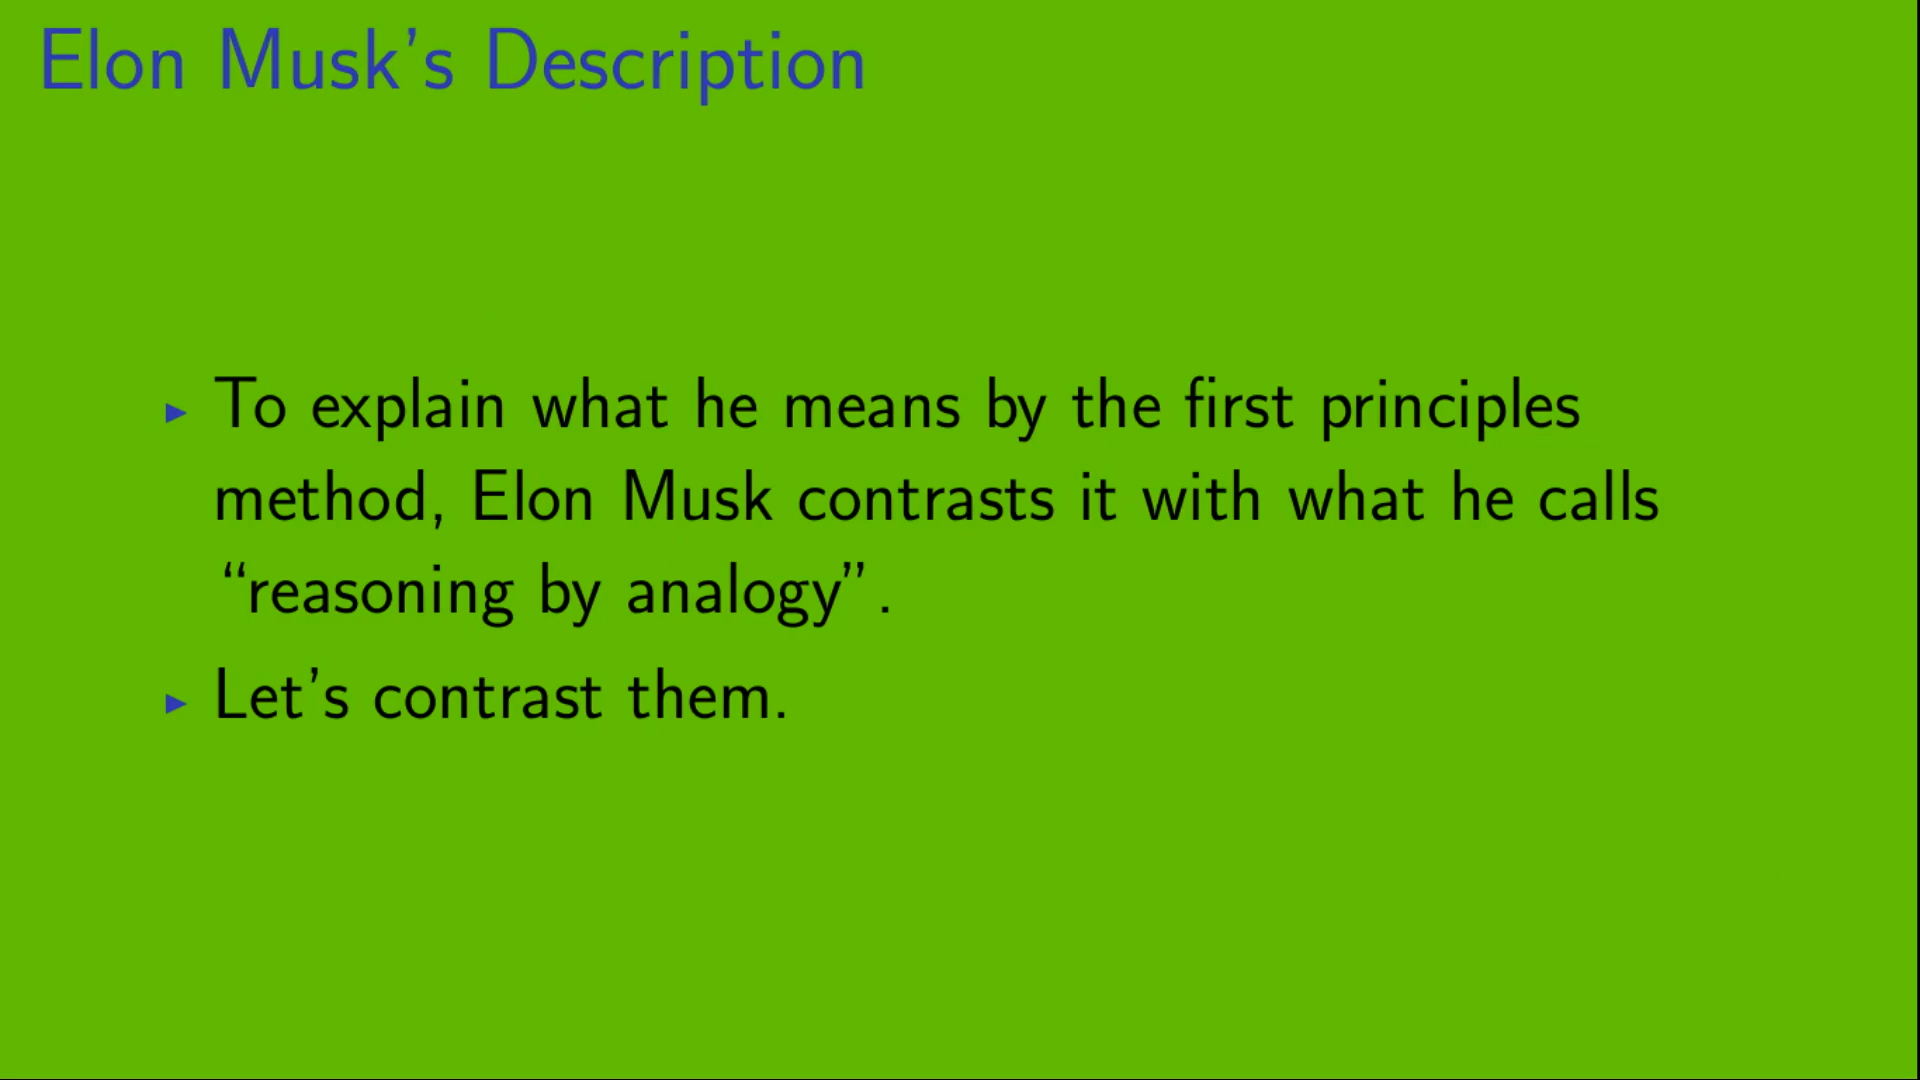 Elon Musk’s Description
▸ To explain what he means by the first principles
method, Elon Musk contrasts it with what he calls
“reasoning by analogy”.
▸ Let’s contrast them.